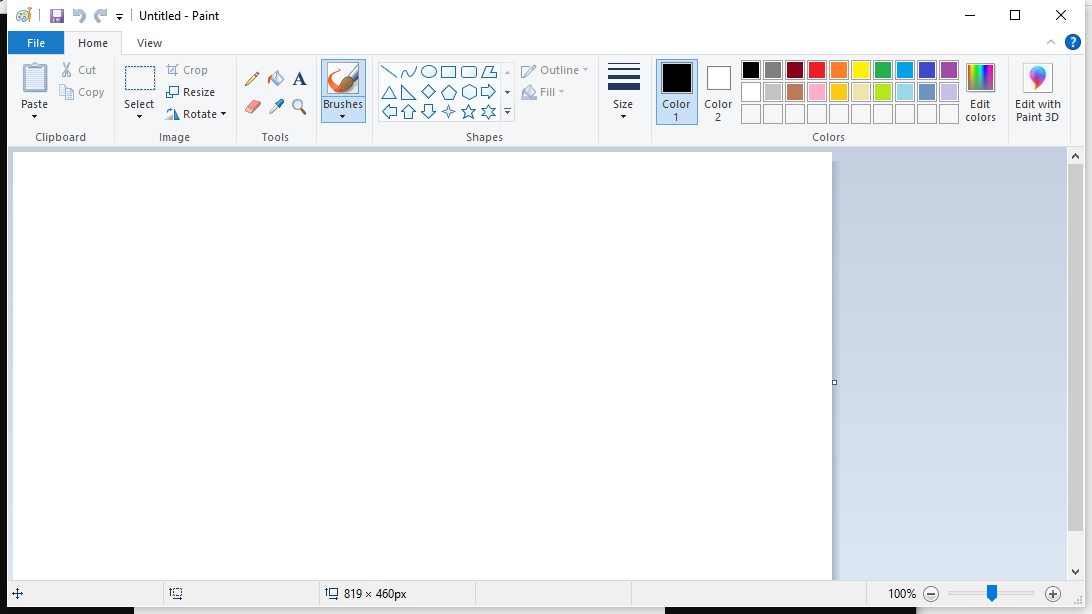 Untitled - Paint
File Home View
Paste
Cut
Copy
Clipboard
Select
Crop
Resize
Rotate
Image
A
Tools
Brushes
Shapes
Outline
Fill
Size
Color
1
Color
2
Colors
Edit
colors
Edit with
Paint 3D
?
819 × 460px
100%